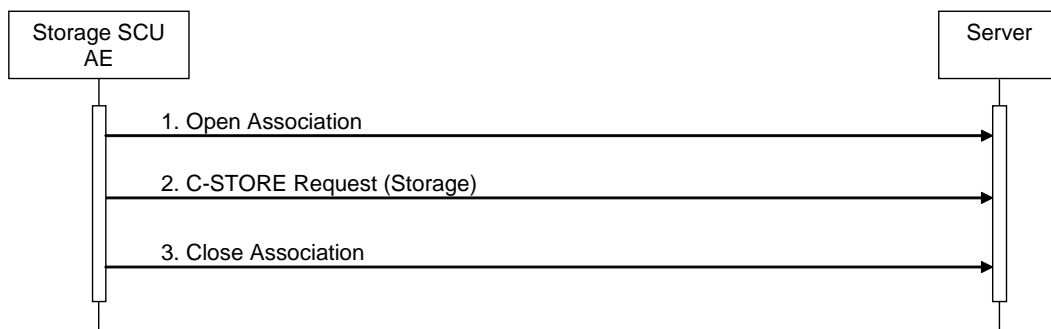 Storage SCU
AE
Server
1. Open Association
2. C-STORE Request (Storage)
3. Close Association